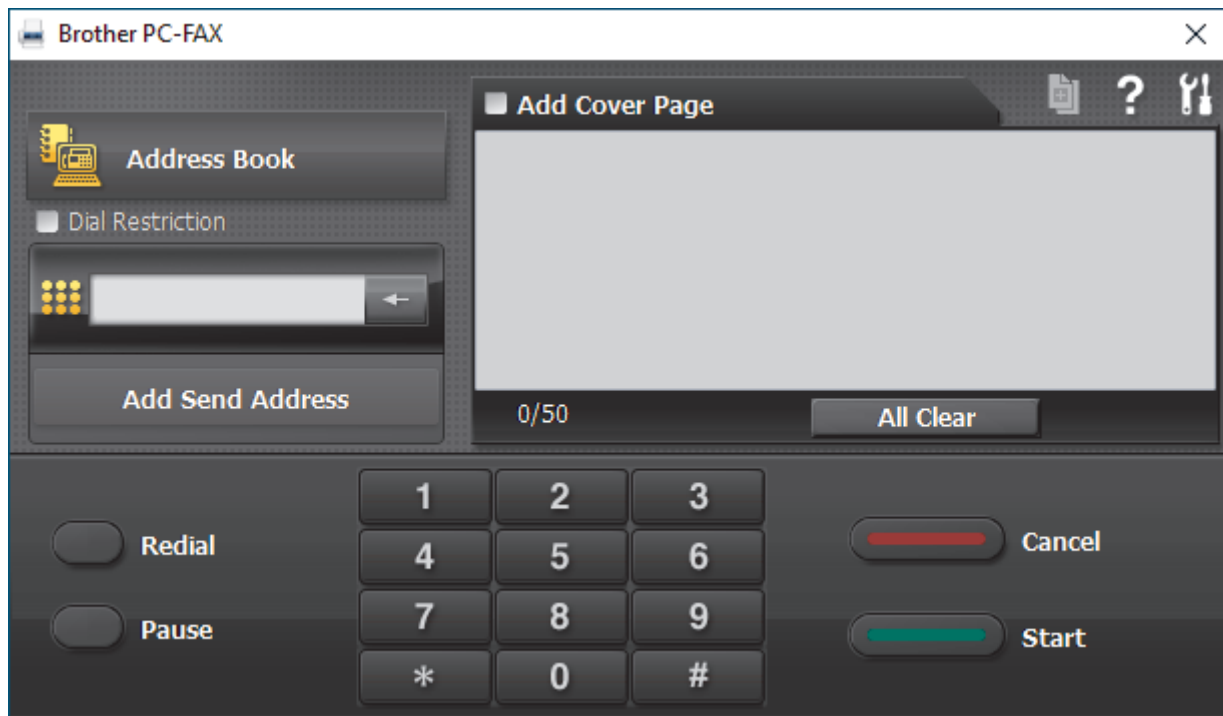 Brother PC-FAX
Address Book
Dial Restriction
Add Send Address
Add Cover Page
?
0/50
All Clear
Redial
Pause
1 2 3
4 5 6
7 8 9
* 0 #
Cancel
Start